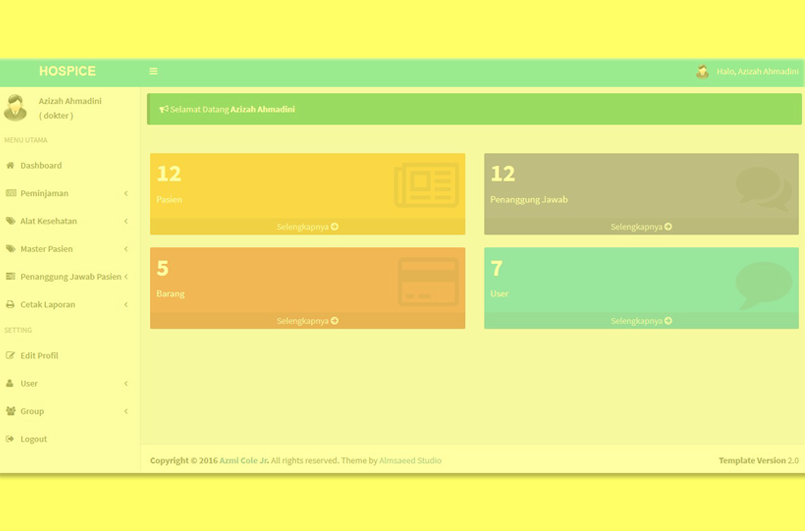 HOSPICE
Halo, Azizah Ahmadini
Azizah Ahmadini
( dokter )
MENU UTAMA
Dashboard
Peminjaman
Alat Kesehatan
Master Pasien
Penanggung Jawab Pasien
Cetak Laporan
SETTING
Edit Profil
User
Group
Logout
Selamat Datang Azizah Ahmadini
12
Pasien
Selengkapnya
12
Penanggung Jawab
Selengkapnya
5
Barang
Selengkapnya
7
User
Selengkapnya
Copyright © 2016 Azmi Cole Jr. All rights reserved. Theme by Almsaeed Studio
Template Version 2.0